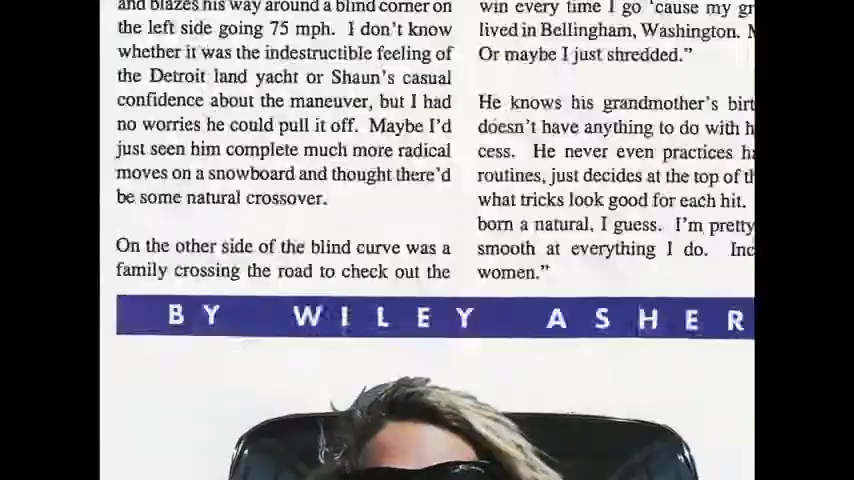 and blazes his way around a blind corner on
the left side going 75 mph. I don't know
whether it was the indestructible feeling of
the Detroit land yacht or Shaun's casual
confidence about the maneuver, but I had
no worries he could pull it off. Maybe I'd
just seen him complete much more radical
moves on a snowboard and thought there'd
be some natural crossover.
On the other side of the blind curve was a
family crossing the road to check out the
win every time I go 'cause my gr
lived in Bellingham, Washington.
Or maybe I just shredded."
He knows his grandmother's birt
doesn't have anything to do with h
cess. He never even practices ha
routines, just decides at the top of th
what tricks look good for each hit.
born a natural, I guess. I'm pretty
smooth at everything I do. Inc
women."
BY WILEY ASHER